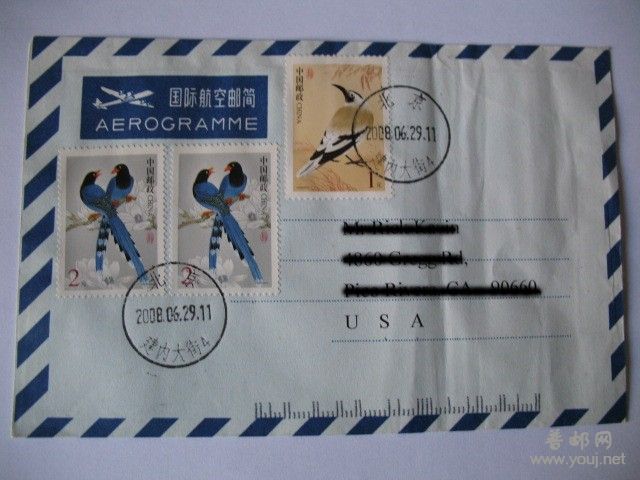 国际航空邮简
AEROGRAMME
中国邮政
CHINA
1
北京
2008.06.29.11
建内大街4
中国邮政
CHINA
2
中国邮政
CHINA
2
北京
2008.06.29.11
建内大街4
U S A
普邮网
www.youj.net